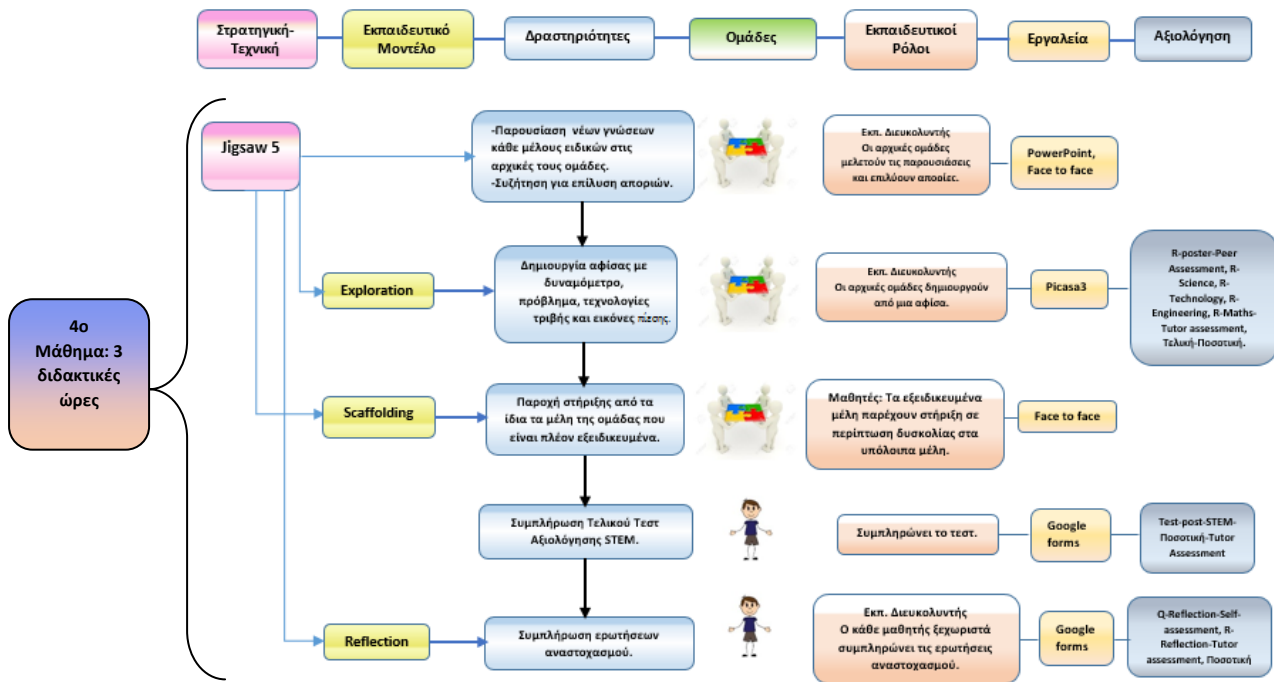 Στρατηγική-
Τεχνική
Εκπαιδευτικό
Μοντέλο
Δραστηριότητες
Ομάδες
Εκπαιδευτικοί
Ρόλοι
Εργαλεία
Αξιολόγηση
4ο
Μάθημα: 3
διδακτικές
ώρες
Jigsaw 5
-Παρουσίαση νέων γνώσεων
κάθε μέλους ειδικών στις
αρχικές τους ομάδες.
-Συζήτηση για επίλυση αποριών.
Εκπ. Διευκολυντής
Οι αρχικές ομάδες
μελετούν τις παρουσιάσεις
και επιλύουν απορίες.
PowerPoint,
Face to face
Exploration
Δημιουργία αφίσας με
δυναμόμετρο,
πρόβλημα, τεχνολογίες
τριβής και εικόνες πίεσης.
Εκπ. Διευκολυντής
Οι αρχικές ομάδες δημιουργούν
από μια αφίσα.
Picasa3
R-poster-Peer
Assessment, R-
Science, R-
Technology, R-
Engineering, R-Maths-
Tutor assessment,
Τελική-Ποσοτική.
Scaffolding
Παροχή στήριξης από τα
ίδια τα μέλη της ομάδας που
είναι πλέον εξειδικευμένα.
Μαθητές: Τα εξειδικευμένα
μέλη παρέχουν στήριξη σε
περίπτωση δυσκολίας στα
υπόλοιπα μέλη.
Face to face
Συμπλήρωση Τελικού Τεστ
Αξιολόγησης STEM.
Συμπληρώνει το τεστ.
Google
forms
Test-post-STEM-
Ποσοτική-Tutor
Assessment
Reflection
Συμπλήρωση ερωτήσεων
αναστοχασμού.
Εκπ. Διευκολυντής
Ο κάθε μαθητής ξεχωριστά
συμπληρώνει τις ερωτήσεις
αναστοχασμού.
Google
forms
Q-Reflection-Self-
assessment, R-
Reflection-Tutor
assessment, Ποσοτική